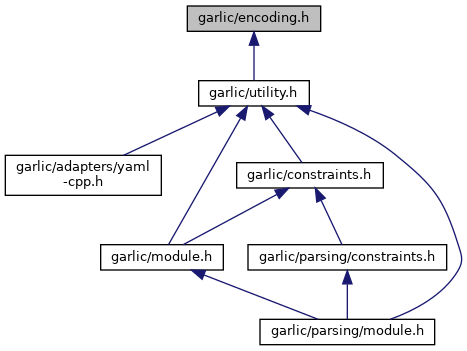 garlic/encoding.h
garlic/utility.h
garlic/adapters/yaml
-cpp.h
garlic/constraints.h
garlic/module.h
garlic/parsing/constraints.h
garlic/parsing/module.h